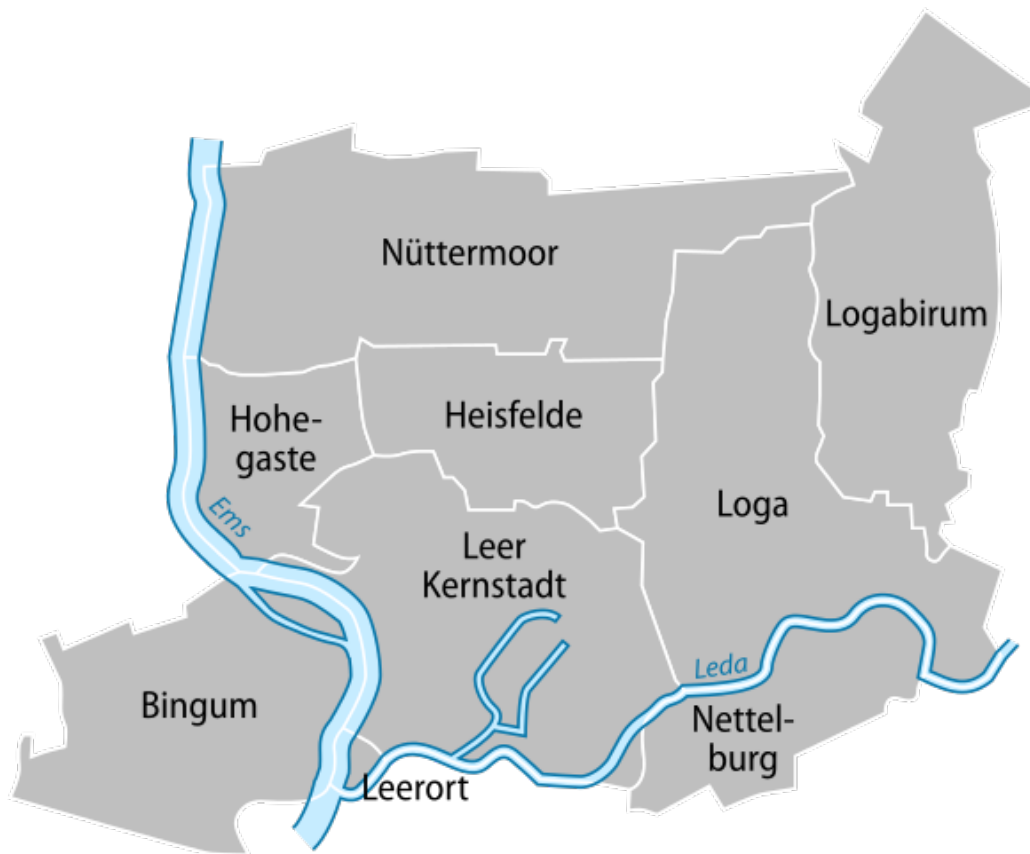 Nüttermoor
Logabirum
Hohe-
gaste
Heisfelde
Loga
Ems
Leer
Kernstadt
Leda
Bingum
Nettel-
burg
Leerort